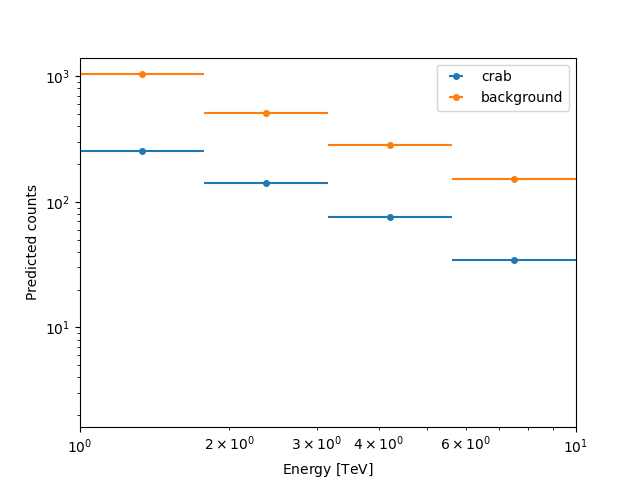 crab
background
10³
10²
10¹
Predicted counts
10⁰
2 × 10⁰
3 × 10⁰
4 × 10⁰
6 × 10⁰
10¹
Energy [TeV]